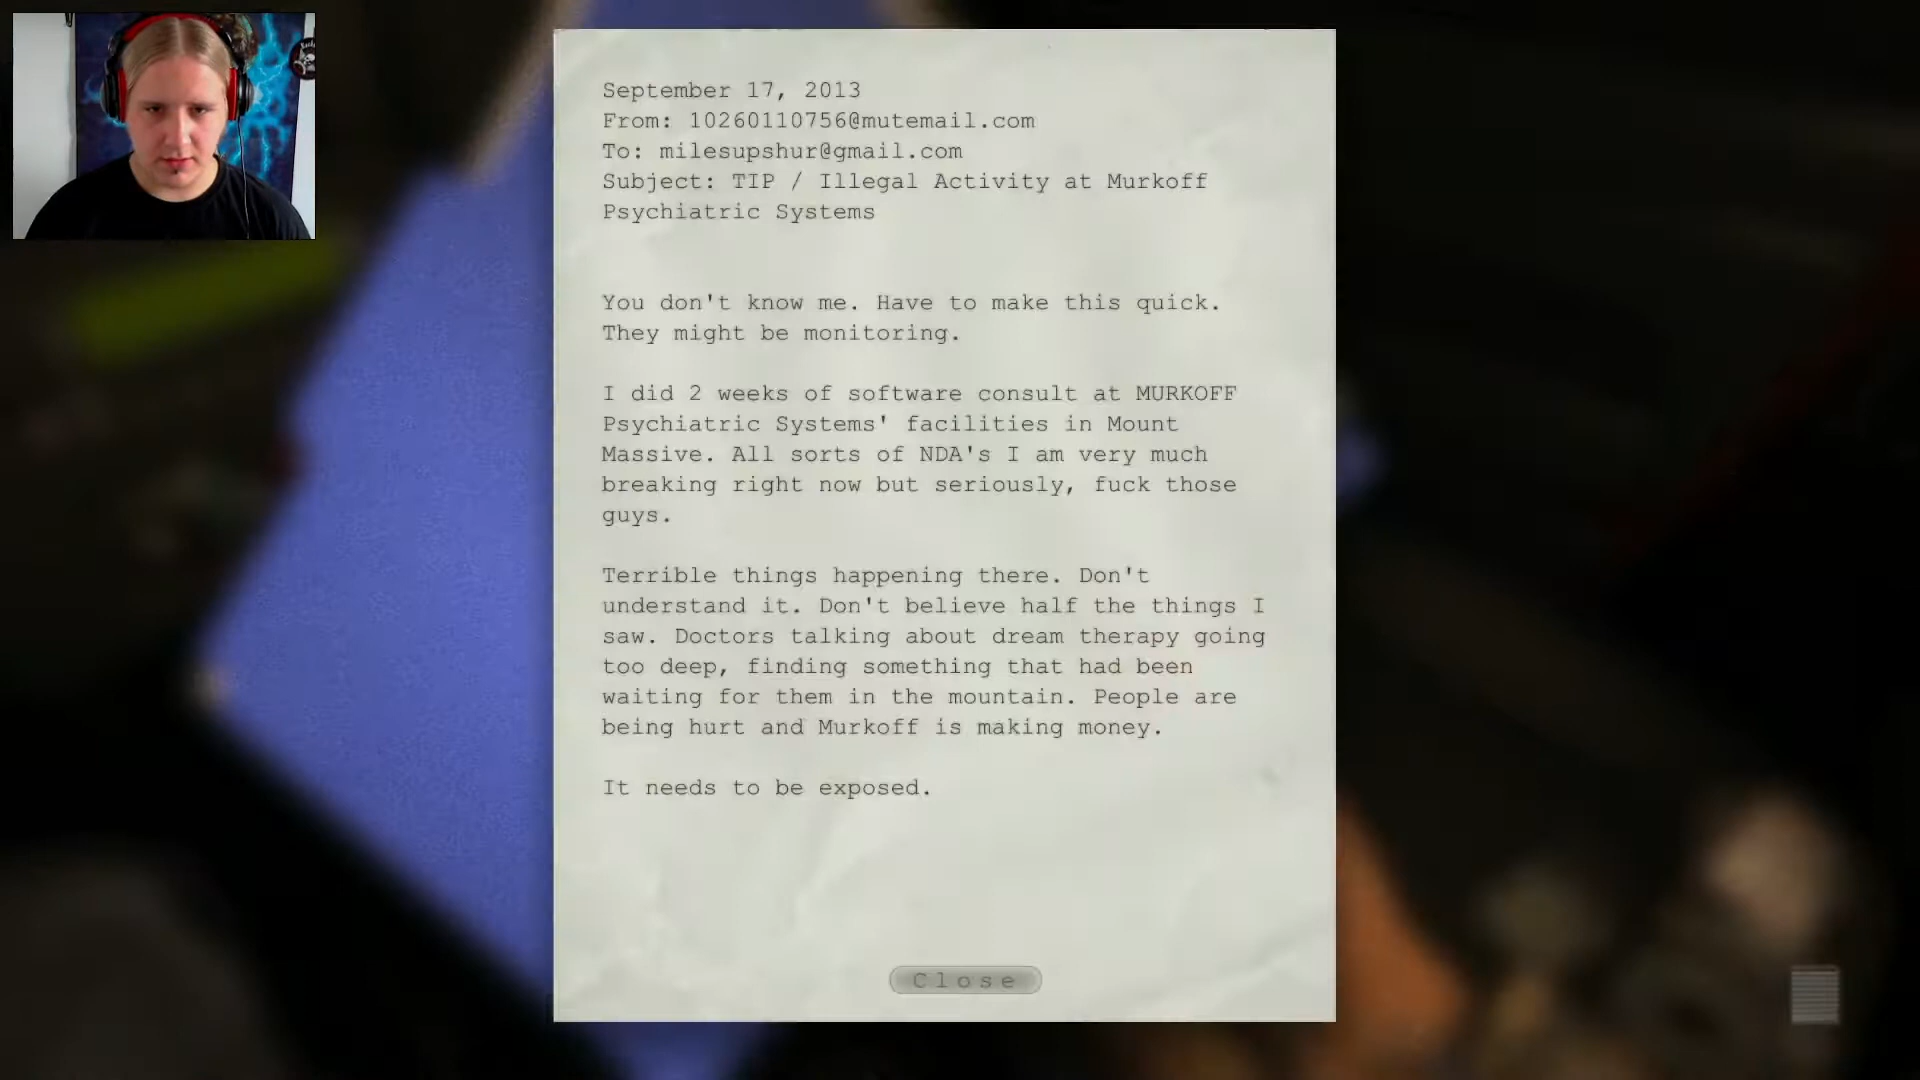 September 17, 2013
From: 10260110756@mutemail.com
To: milesupshur@gmail.com
Subject: TIP / Illegal Activity at Murkoff
Psychiatric Systems
You don't know me. Have to make this quick.
They might be monitoring.
I did 2 weeks of software consult at MURKOFF
Psychiatric Systems' facilities in Mount
Massive. All sorts of NDA's I am very much
breaking right now but seriously, fuck those
guys.
Terrible things happening there. Don't
understand it. Don't believe half the things I
saw. Doctors talking about dream therapy going
too deep, finding something that had been
waiting for them in the mountain. People are
being hurt and Murkoff is making money.
It needs to be exposed.
Close